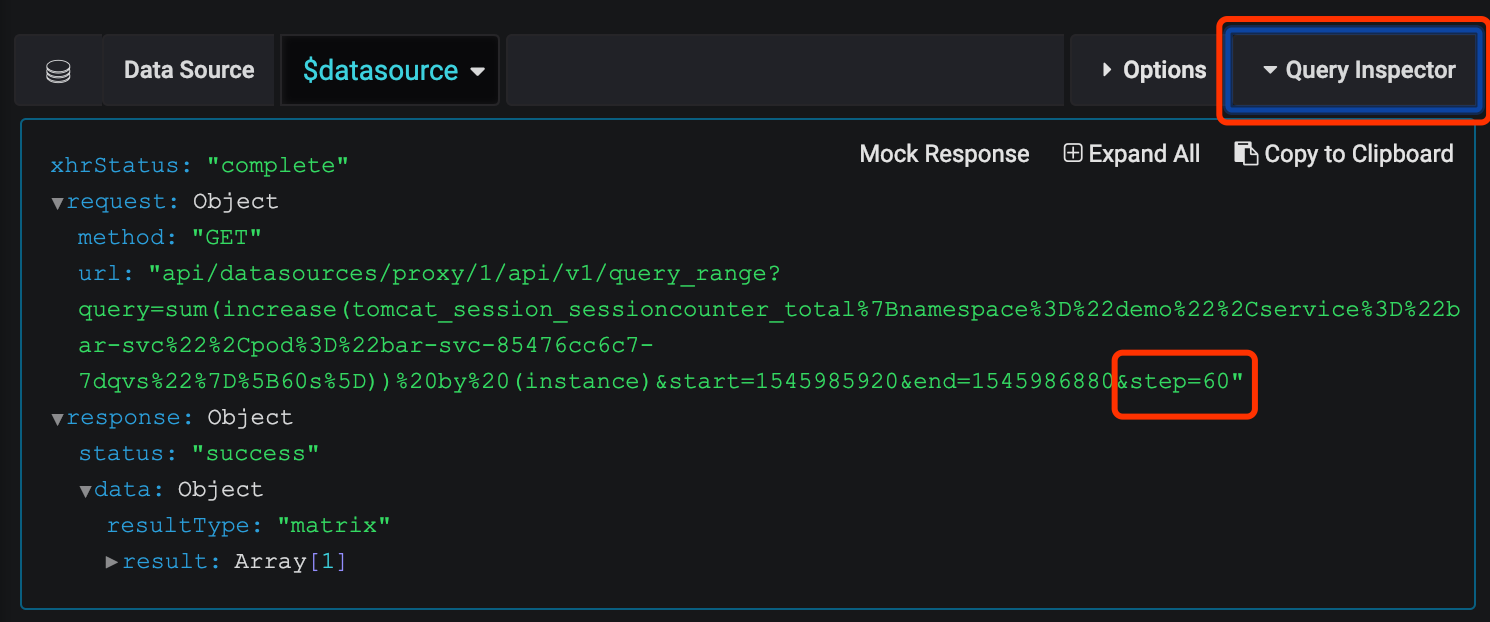 Data Source $datasource Options Query Inspector
Mock Response Expand All Copy to Clipboard
xhrStatus: "complete"
request: Object
method: "GET"
url: "api/datasources/proxy/1/api/v1/query_range?
query=sum(increase(tomcat_session_sessioncounter_total%7Bnamespace%3D%22demo%22%2Cservice%3D%22b
ar-svc%22%2Cpod%3D%22bar-svc-85476cc6c7-
7dqvs%22%7D%5B60s%5D))%20by%20(instance)&start=1545985920&end=1545986880&step=60"
response: Object
status: "success"
data: Object
resultType: "matrix"
result: Array[1]